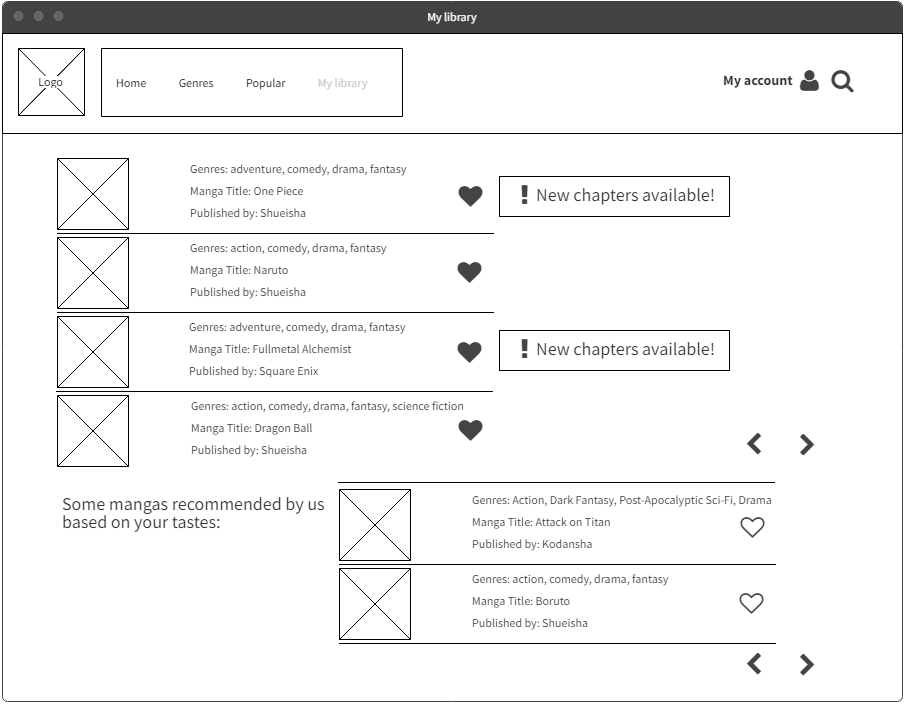 My library
Logo
Home
Genres
Popular
My library
My account
Genres: adventure, comedy, drama, fantasy
Manga Title: One Piece
Published by: Shueisha
! New chapters available!
Genres: action, comedy, drama, fantasy
Manga Title: Naruto
Published by: Shueisha
Genres: adventure, comedy, drama, fantasy
Manga Title: Fullmetal Alchemist
Published by: Square Enix
! New chapters available!
Genres: action, comedy, drama, fantasy, science fiction
Manga Title: Dragon Ball
Published by: Shueisha
Some mangas recommended by us
based on your tastes:
Genres: Action, Dark Fantasy, Post-Apocalyptic Sci-Fi, Drama
Manga Title: Attack on Titan
Published by: Kodansha
Genres: action, comedy, drama, fantasy
Manga Title: Boruto
Published by: Shueisha